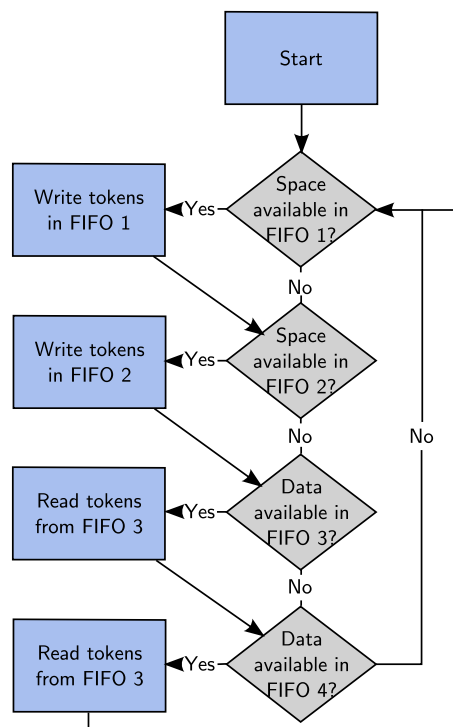 Start
Space
available in
FIFO 1?
Yes
Write tokens
in FIFO 1
No
Space
available in
FIFO 2?
Yes
Write tokens
in FIFO 2
No
No
Data
available in
FIFO 3?
Yes
Read tokens
from FIFO 3
No
Data
available in
FIFO 4?
Yes
Read tokens
from FIFO 3